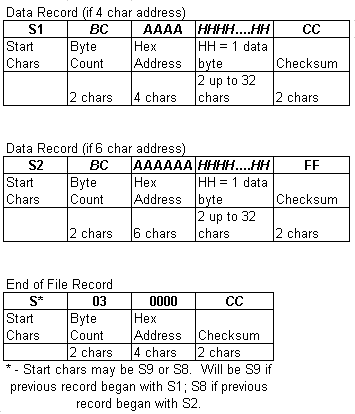 Data Record (if 4 char address)
S1 BC AAAA HHHH....HH CC
Start Byte Hex HH = 1 data
Chars Count Address byte Checksum
2 up to 32
2 chars 4 chars chars 2 chars
Data Record (if 6 char address)
S2 BC AAAAAA HHHH....HH FF
Start Byte Hex HH = 1 data
Chars Count Address byte Checksum
2 up to 32
2 chars 6 chars chars 2 chars
End of File Record
S* 03 0000 CC
Start Byte Hex
Chars Count Address Checksum
2 chars 4 chars 2 chars
* - Start chars may be S9 or S8. Will be S9 if
previous record began with S1; S8 if previous
record began with S2.